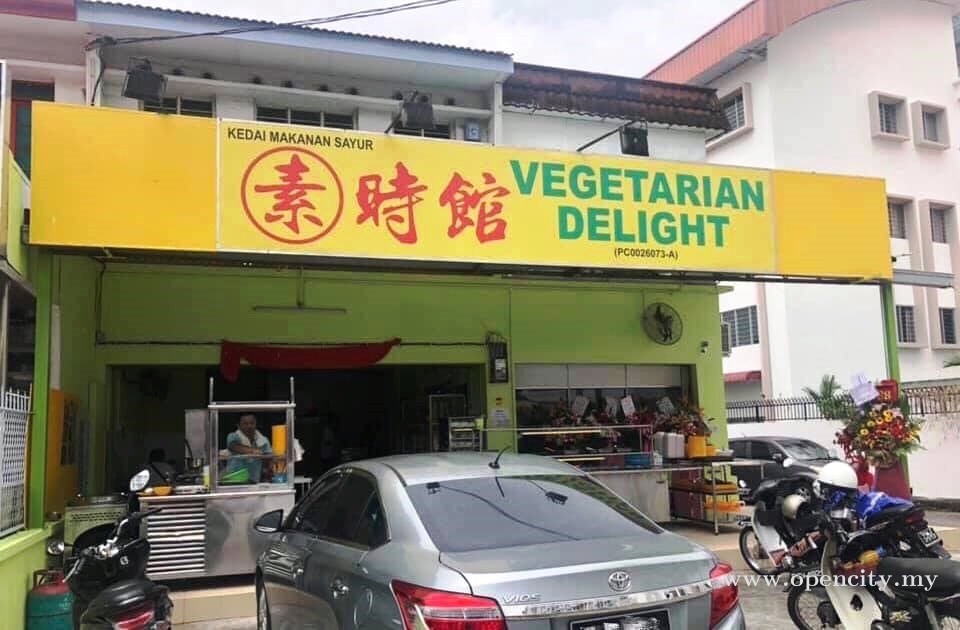 KEDAI MAKANAN SAYUR
素時館
VEGETARIAN
DELIGHT
(PC0026073-A)
VIOS
www.opencity.my